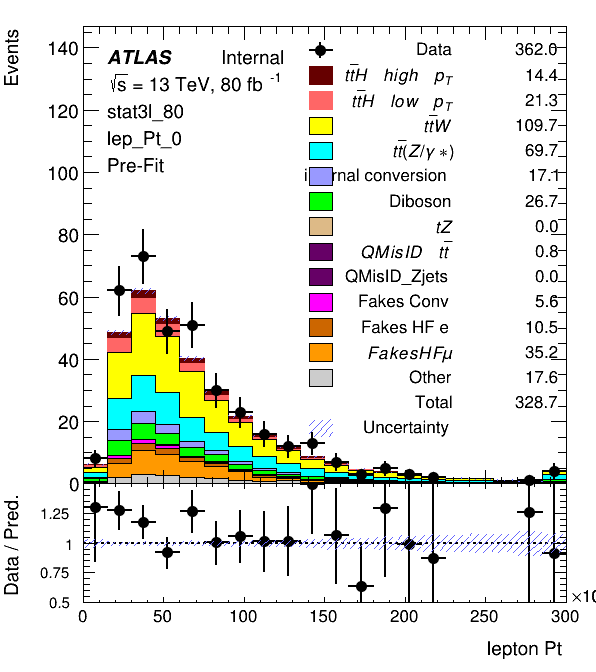 Events
140
120
100
80
60
40
20
0
ATLAS Internal
√s = 13 TeV, 80 fb -1
stat3l_80
lep_Pt_0
Pre-Fit
Data 362.0
tt̄H high pT 14.4
tt̄H low pT 21.3
tt̄W 109.7
tt̄(Z/γ *) 69.7
internal conversion 17.1
Diboson 26.7
tZ 0.0
QMisID tt̄ 0.8
QMisID_Zjets 0.0
Fakes Conv 5.6
Fakes HF e 10.5
FakesHFμ 35.2
Other 17.6
Total 328.7
Uncertainty
Data / Pred.
1.25
1
0.75
0.5
0 50 100 150 200 250 300
×10
lepton Pt